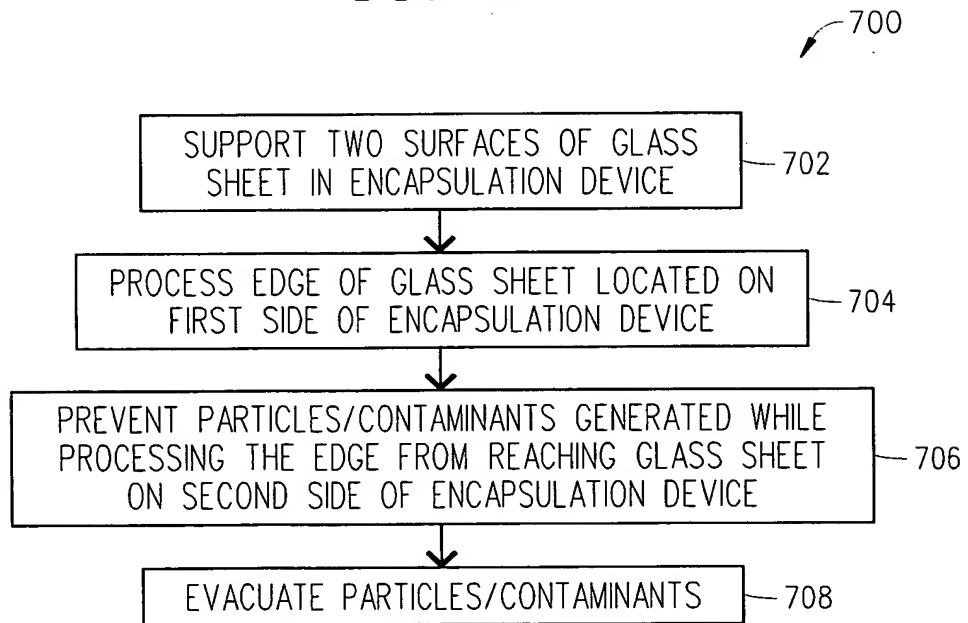 700
SUPPORT TWO SURFACES OF GLASS
SHEET IN ENCAPSULATION DEVICE
702
PROCESS EDGE OF GLASS SHEET LOCATED ON
FIRST SIDE OF ENCAPSULATION DEVICE
704
PREVENT PARTICLES/CONTAMINANTS GENERATED WHILE
PROCESSING THE EDGE FROM REACHING GLASS SHEET
ON SECOND SIDE OF ENCAPSULATION DEVICE
706
EVACUATE PARTICLES/CONTAMINANTS
708